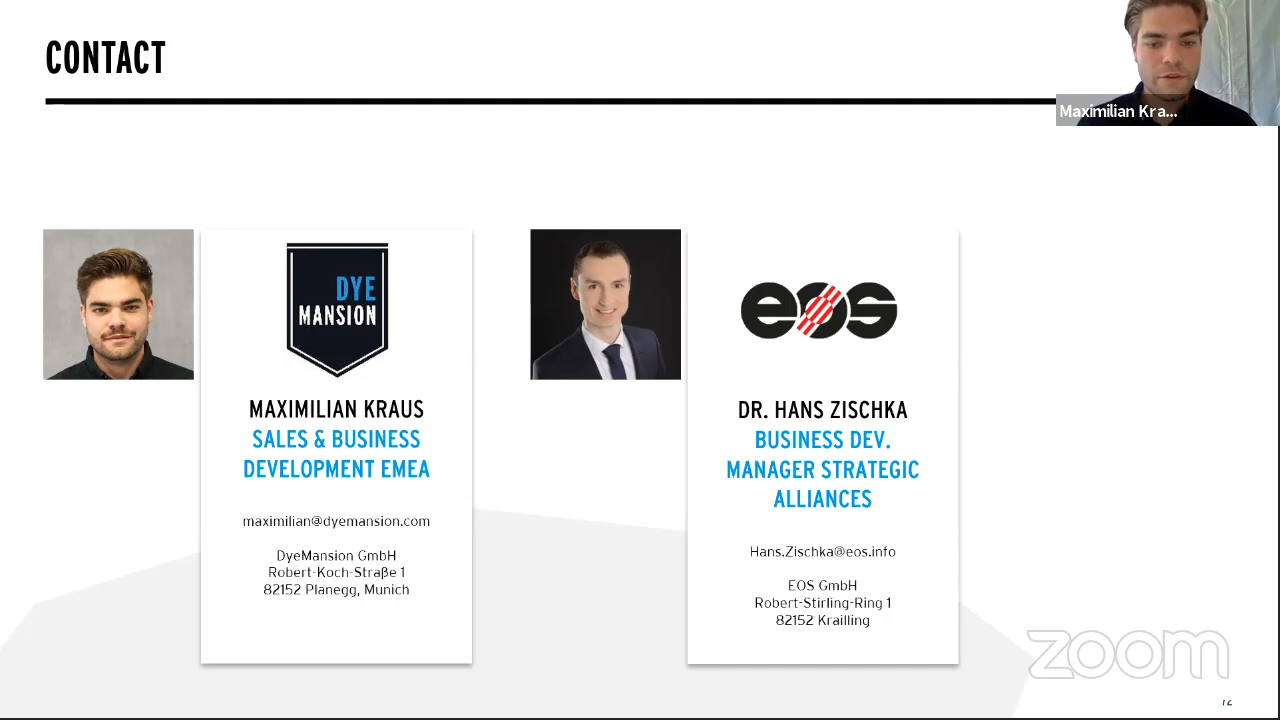 CONTACT
Maximilian Kra...
DYE
MANSION
MAXIMILIAN KRAUS
SALES & BUSINESS
DEVELOPMENT EMEA
maximilian@dyemansion.com
DyeMansion GmbH
Robert-Koch-Straße 1
82152 Planegg, Munich
eos
DR. HANS ZISCHKA
BUSINESS DEV.
MANAGER STRATEGIC
ALLIANCES
Hans.Zischka@eos.info
EOS GmbH
Robert-Stirling-Ring 1
82152 Krailling
zoom